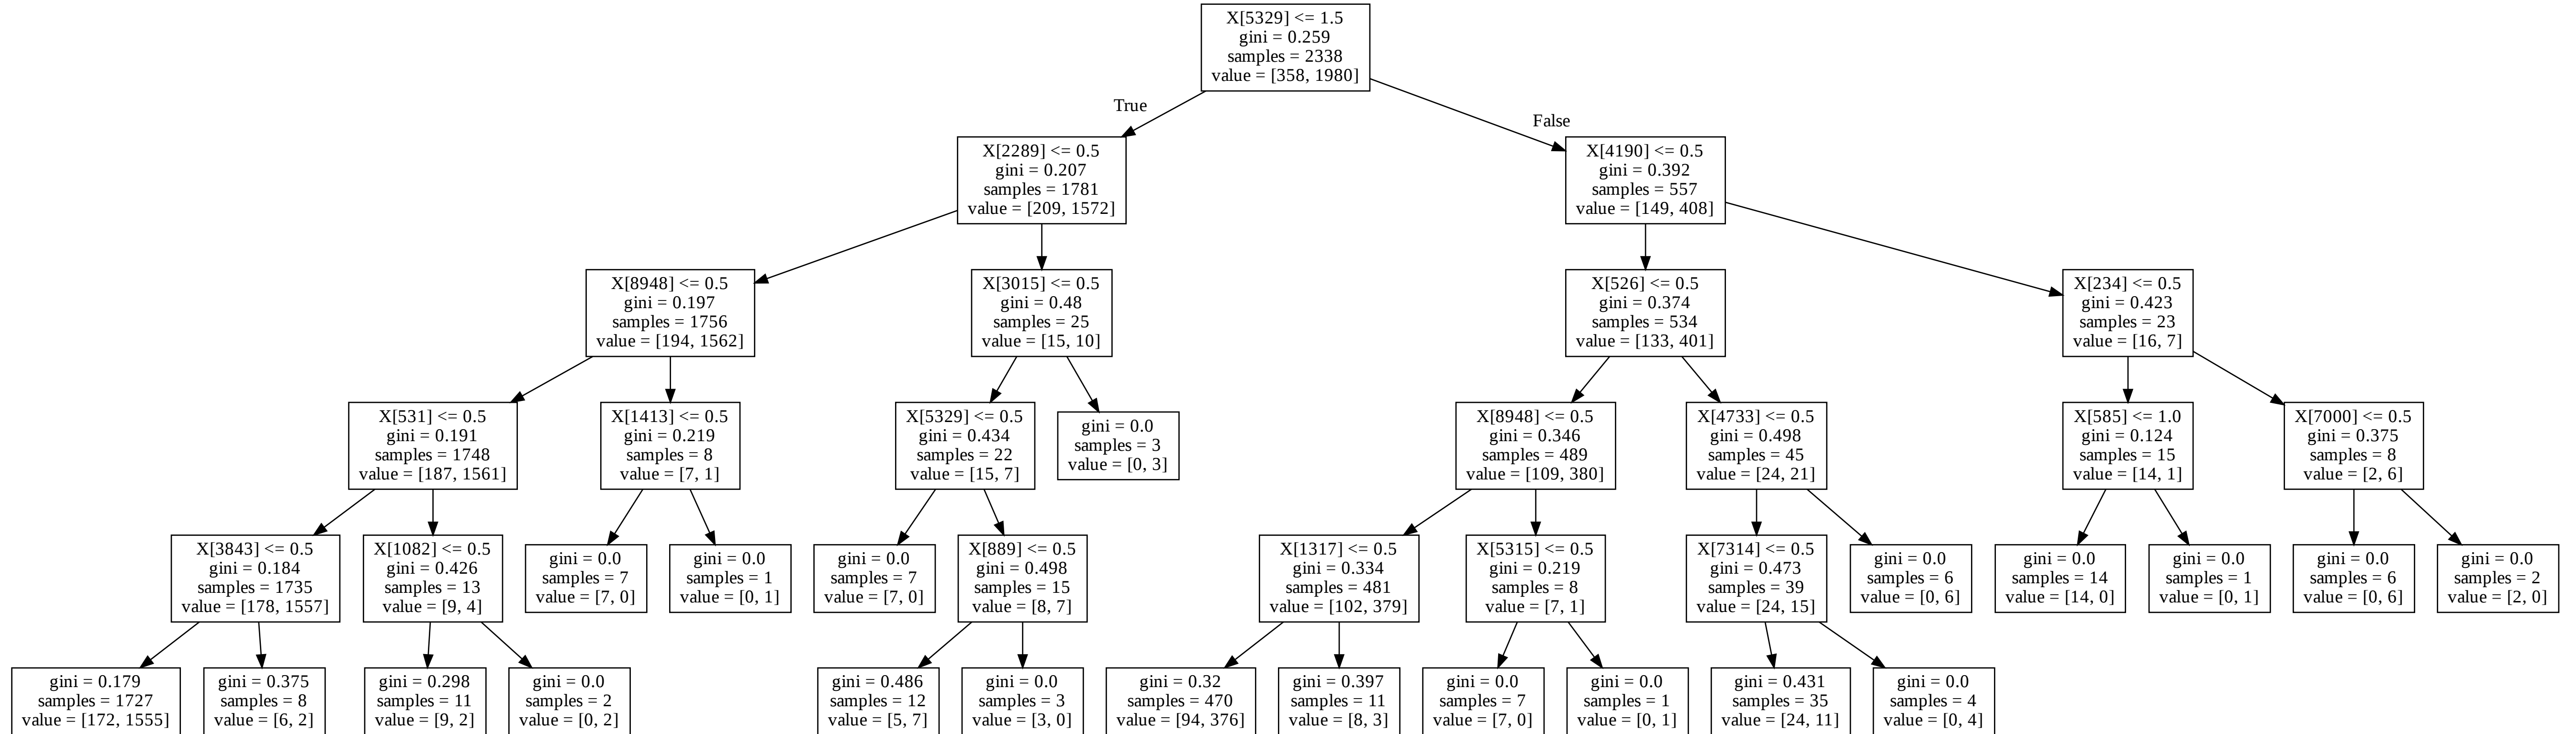 X[5329] <= 1.5
gini = 0.259
samples = 2338
value = [358, 1980]
True
False
X[2289] <= 0.5
gini = 0.207
samples = 1781
value = [209, 1572]
X[4190] <= 0.5
gini = 0.392
samples = 557
value = [149, 408]
X[8948] <= 0.5
gini = 0.197
samples = 1756
value = [194, 1562]
X[3015] <= 0.5
gini = 0.48
samples = 25
value = [15, 10]
X[526] <= 0.5
gini = 0.374
samples = 534
value = [133, 401]
X[234] <= 0.5
gini = 0.423
samples = 23
value = [16, 7]
X[531] <= 0.5
gini = 0.191
samples = 1748
value = [187, 1561]
X[1413] <= 0.5
gini = 0.219
samples = 8
value = [7, 1]
X[5329] <= 0.5
gini = 0.434
samples = 22
value = [15, 7]
gini = 0.0
samples = 3
value = [0, 3]
X[8948] <= 0.5
gini = 0.346
samples = 489
value = [109, 380]
X[4733] <= 0.5
gini = 0.498
samples = 45
value = [24, 21]
X[585] <= 1.0
gini = 0.124
samples = 15
value = [14, 1]
X[7000] <= 0.5
gini = 0.375
samples = 8
value = [2, 6]
X[3843] <= 0.5
gini = 0.184
samples = 1735
value = [178, 1557]
X[1082] <= 0.5
gini = 0.426
samples = 13
value = [9, 4]
gini = 0.0
samples = 7
value = [7, 0]
gini = 0.0
samples = 1
value = [0, 1]
gini = 0.0
samples = 7
value = [7, 0]
X[889] <= 0.5
gini = 0.498
samples = 15
value = [8, 7]
X[1317] <= 0.5
gini = 0.334
samples = 481
value = [102, 379]
X[5315] <= 0.5
gini = 0.219
samples = 8
value = [7, 1]
X[7314] <= 0.5
gini = 0.473
samples = 39
value = [24, 15]
gini = 0.0
samples = 6
value = [0, 6]
gini = 0.0
samples = 14
value = [14, 0]
gini = 0.0
samples = 1
value = [0, 1]
gini = 0.0
samples = 6
value = [0, 6]
gini = 0.0
samples = 2
value = [2, 0]
gini = 0.179
samples = 1727
value = [172, 1555]
gini = 0.375
samples = 8
value = [6, 2]
gini = 0.298
samples = 11
value = [9, 2]
gini = 0.0
samples = 2
value = [0, 2]
gini = 0.486
samples = 12
value = [5, 7]
gini = 0.0
samples = 3
value = [3, 0]
gini = 0.32
samples = 470
value = [94, 376]
gini = 0.397
samples = 11
value = [8, 3]
gini = 0.0
samples = 7
value = [7, 0]
gini = 0.0
samples = 1
value = [0, 1]
gini = 0.431
samples = 35
value = [24, 11]
gini = 0.0
samples = 4
value = [0, 4]